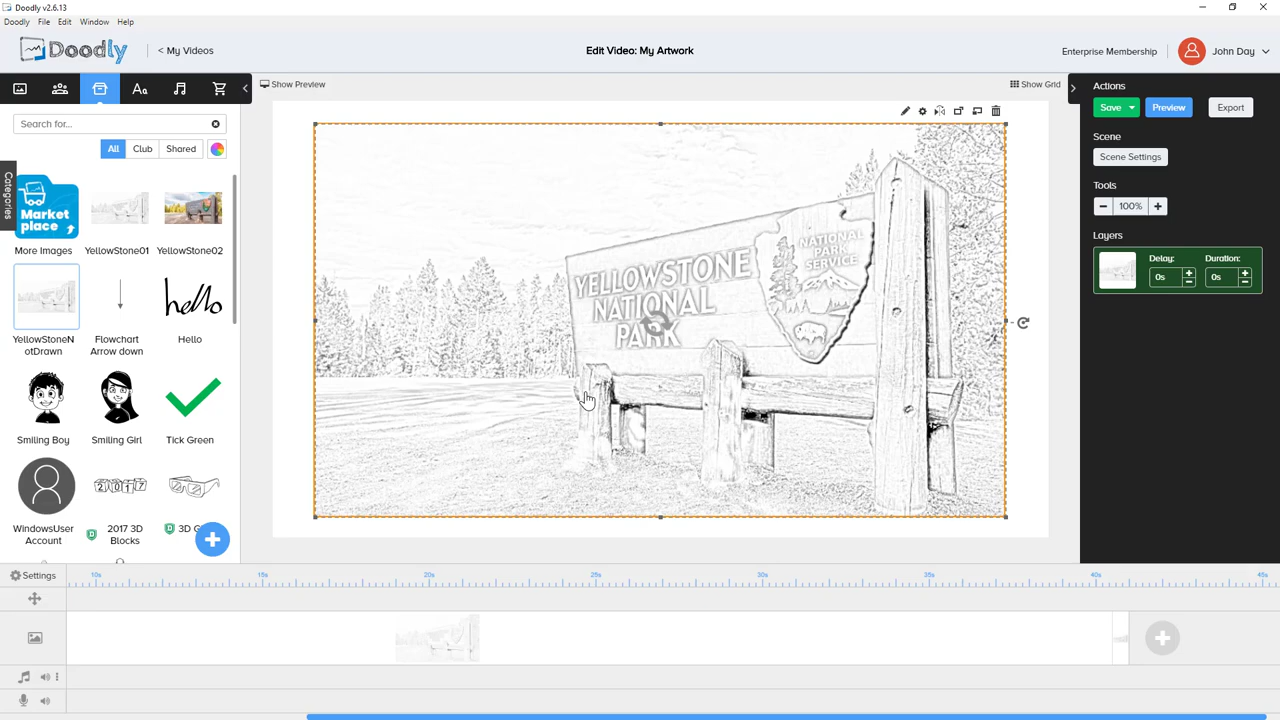 Doodly v2.6.13
Doodly File Edit Window Help
Doodly
< My Videos
Edit Video: My Artwork
Enterprise Membership
John Day
Show Preview
Show Grid
Search for...
All Club Shared
Categories
Market place
More Images YellowStone01 YellowStone02
YellowStoneN otDrawn
Flowchart Arrow down
hello
Hello
Smiling Boy Smiling Girl Tick Green
2017
WindowsUser Account
2017 3D Blocks
3D G
YELLOWSTONE
NATIONAL
PARK
NATIONAL
PARK
SERVICE
Actions
Save Preview Export
Scene
Scene Settings
Tools
100%
Layers
Delay: Duration:
0s 0s
Settings
10s 15s 20s 25s 30s 35s 40s 45s